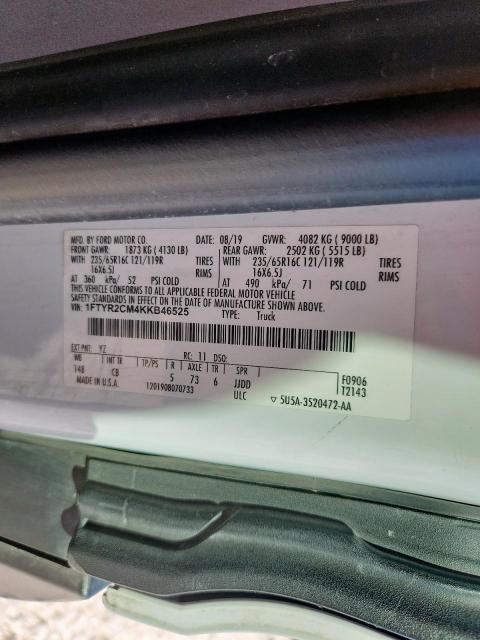 MFD. BY FORD MOTOR CO. DATE: 08/19 GVWR: 4082 KG ( 9000 LB)
FRONT GAWR: 1873 KG ( 4130 LB) REAR GAWR: 2502 KG ( 5515 LB)
WITH 235/65R16C 121/119R TIRES WITH 235/65R16C 121/119R TIRES
16X6.5J RIMS 16X6.5J RIMS
AT 360 kPa/ 52 PSI COLD AT 490 kPa/ 71 PSI COLD
THIS VEHICLE CONFORMS TO ALL APPLICABLE FEDERAL MOTOR VEHICLE
SAFETY STANDARDS IN EFFECT ON THE DATE OF MANUFACTURE SHOWN ABOVE.
VIN: 1FTYR2CM4KKB46525 TYPE: Truck
EXT PNT: YZ RC: 11 DSO:
WB INT TR TP/PS R AXLE TR SPR
148 CB 5 73 6 JJDD F0906
MADE IN U.S.A. 1201908070733 ULC T2143
5U5A-3520472-AA